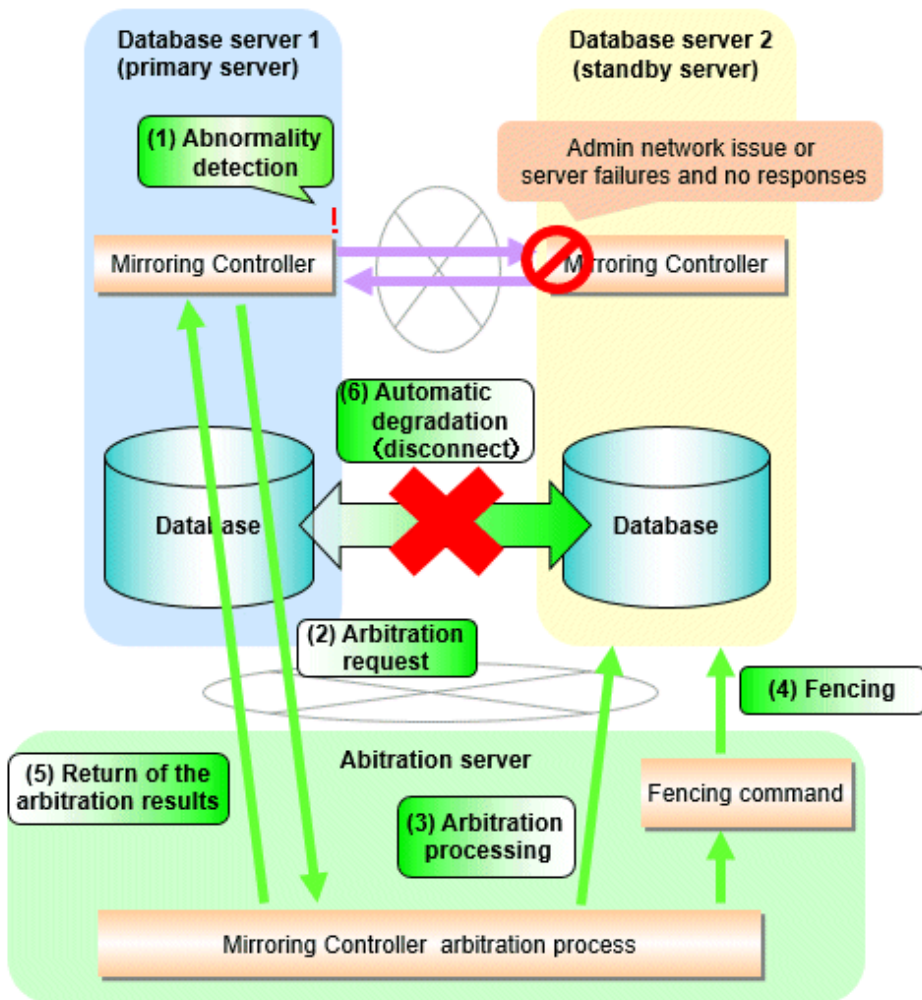 Database server 1
(primary server)
Database server 2
(standby server)
(1) Abnormality
detection
Admin network issue or
server failures and no responses
!
Mirroring Controller
Mirroring Controller
(6) Automatic
degradation
(disconnect)
Database
Database
(2) Arbitration
request
(4) Fencing
Abitration server
(5) Return of the
arbitration results
Fencing command
(3) Arbitration
processing
Mirroring Controller arbitration process